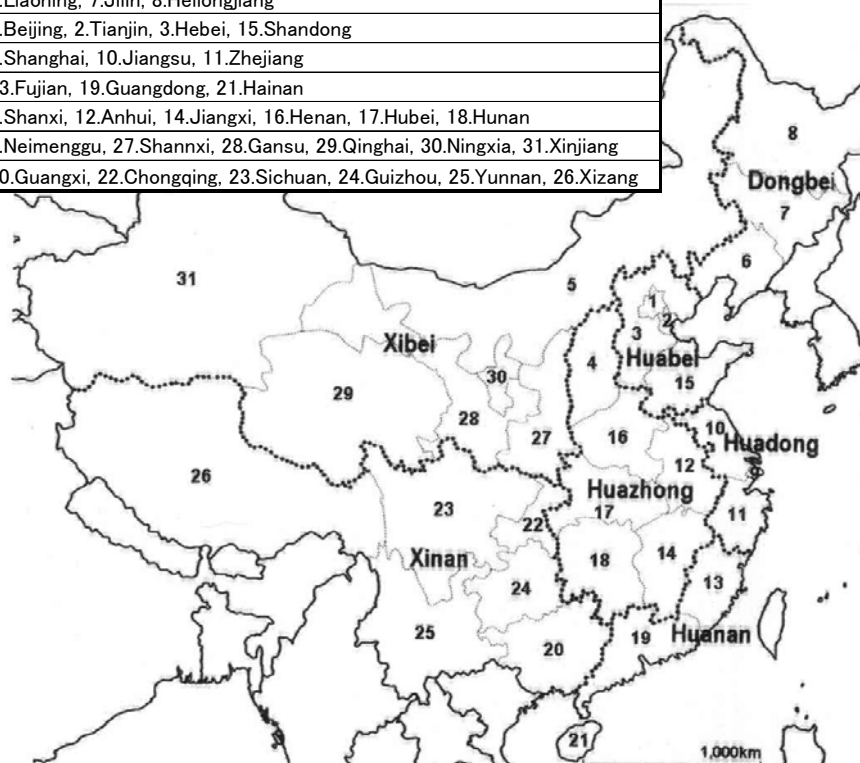 .Liaoning, 7.Jilin, 8.Heilongjiang
.Beijing, 2.Tianjin, 3.Hebei, 15.Shandong
.Shanghai, 10.Jiangsu, 11.Zhejiang
3.Fujian, 19.Guangdong, 21.Hainan
.Shanxi, 12.Anhui, 14.Jiangxi, 16.Henan, 17.Hubei, 18.Hunan
.Neimenggu, 27.Shannxi, 28.Gansu, 29.Qinghai, 30.Ningxia, 31.Xinjiang
0.Guangxi, 22.Chongqing, 23.Sichuan, 24.Guizhou, 25.Yunnan, 26.Xizang
8
Dongbei
7
6
31
5
1
2
3
Xibei
Huabei
4
30
15
29
28
27
16
10
Huadong
12
9
26
Huazhong
23
17
11
22
Xinan
18
14
24
13
25
19
Huanan
20
21
1,000km